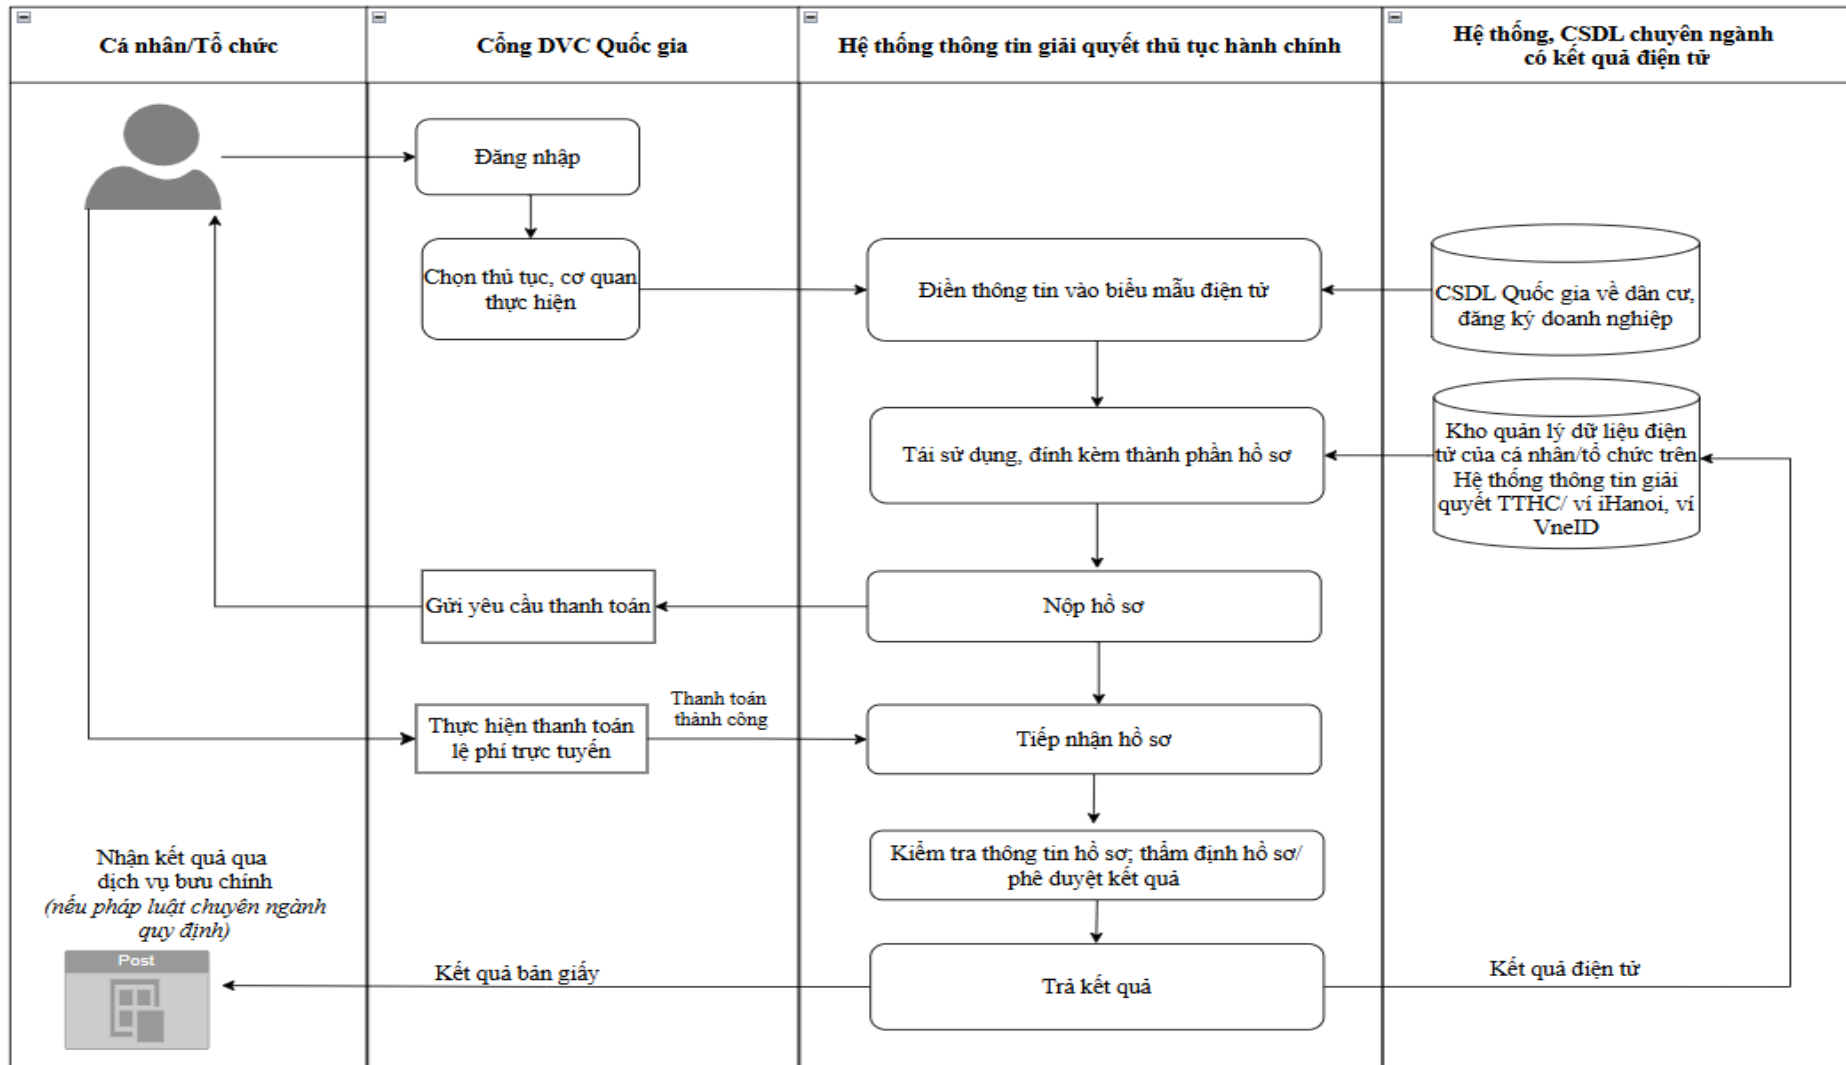 Cá nhân/Tổ chức
Cổng DVC Quốc gia
Hệ thống thông tin giải quyết thủ tục hành chính
Hệ thống, CSDL chuyên ngành
có kết quả điện tử
Đăng nhập
Chọn thủ tục, cơ quan
thực hiện
Điền thông tin vào biểu mẫu điện tử
CSDL Quốc gia về dân cư,
đăng ký doanh nghiệp
Tái sử dụng, đính kèm thành phần hồ sơ
Kho quản lý dữ liệu điện
tử của cá nhân/tổ chức trên
Hệ thống thông tin giải
quyết TTHC/ ví iHanoi, ví
VneID
Gửi yêu cầu thanh toán
Nộp hồ sơ
Thực hiện thanh toán
lệ phí trực tuyến
Thanh toán
thành công
Tiếp nhận hồ sơ
Kiểm tra thông tin hồ sơ; thẩm định hồ sơ/
phê duyệt kết quả
Nhận kết quả qua
dịch vụ bưu chính
(nếu pháp luật chuyên ngành
quy định)
Post
Kết quả bản giấy
Trả kết quả
Kết quả điện tử